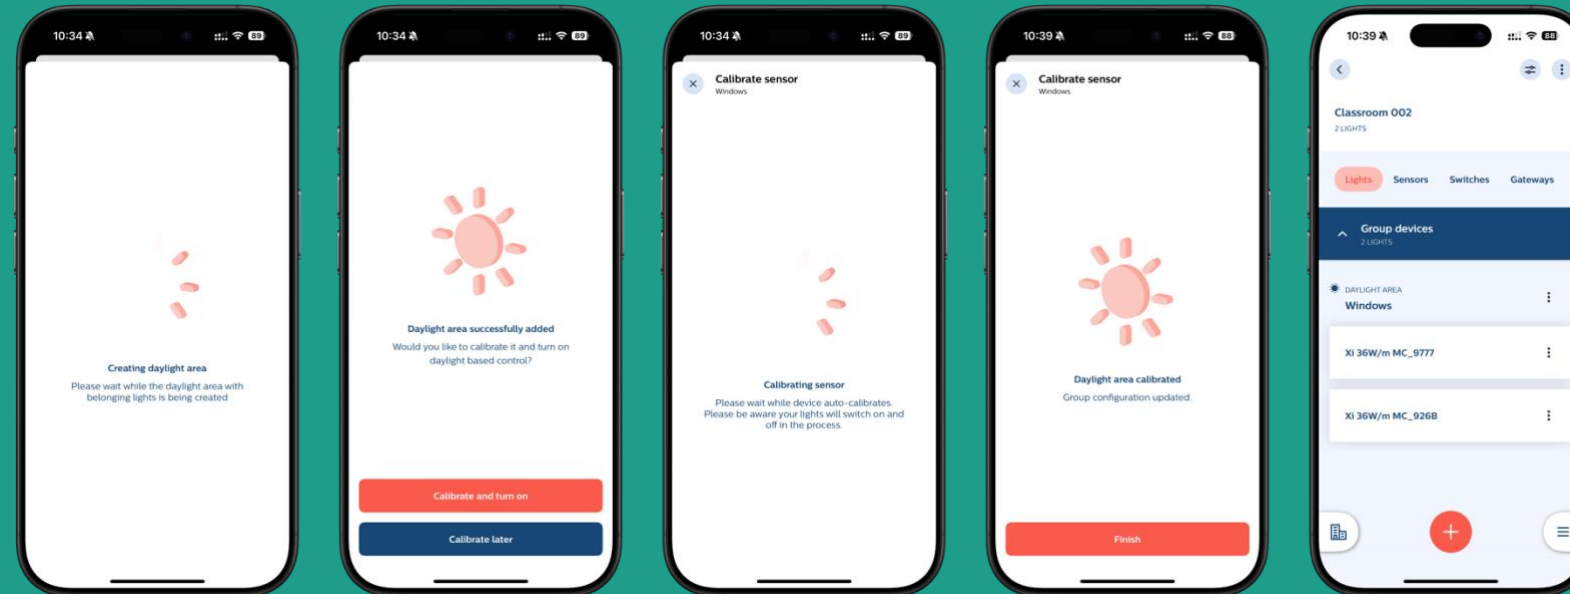 10:34
89
Creating daylight area
Please wait while the daylight area with
belonging lights is being created
10:34
89
Daylight area successfully added
Would you like to calibrate it and turn on
daylight based control?
Calibrate and turn on
Calibrate later
10:34
89
Calibrate sensor
Windows
Calibrating sensor
Please wait while device auto-calibrates.
Please be aware your lights will switch on and
off in the process.
10:39
88
Calibrate sensor
Windows
Daylight area calibrated
Group configuration updated.
Finish
10:39
88
Classroom 002
2 LIGHTS
Lights Sensors Switches Gateways
Group devices
2 LIGHTS
DAYLIGHT AREA
Windows
Xi 36W/m MC_9777
Xi 36W/m MC_926B